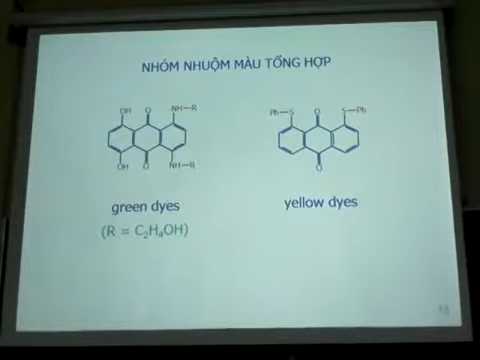 NHÓM NHUỘM MÀU TỔNG HỢP
OH O NH—R
OH O NH—R
Ph—S O S—Ph
O
green dyes
(R = C₂H₄OH)
yellow dyes